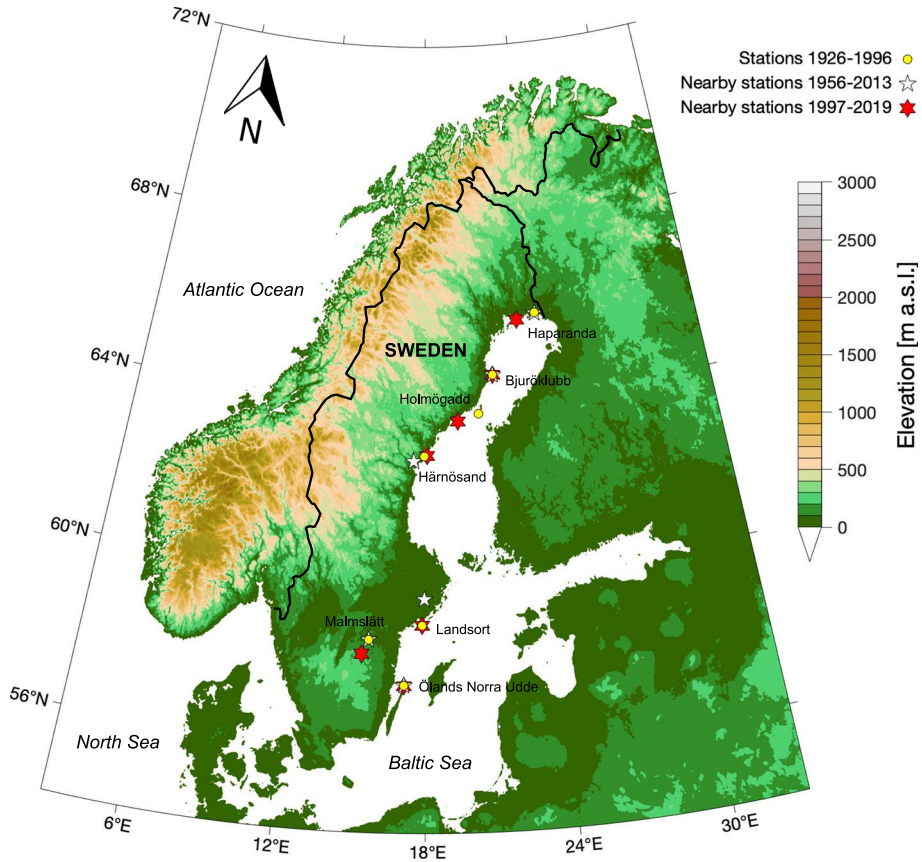 72°N
Stations 1926-1996
Nearby stations 1956-2013
Nearby stations 1997-2019
N
68°N
3000
2500
2000
1500
1000
500
0
Elevation [m a.s.l.]
Atlantic Ocean
Haparanda
SWEDEN
64°N
Bjuröklubb
Holmögadd
Härnösand
60°N
Malmslätt
Landsort
Ölands Norra Udde
56°N
North Sea
Baltic Sea
6°E
12°E
18°E
24°E
30°E